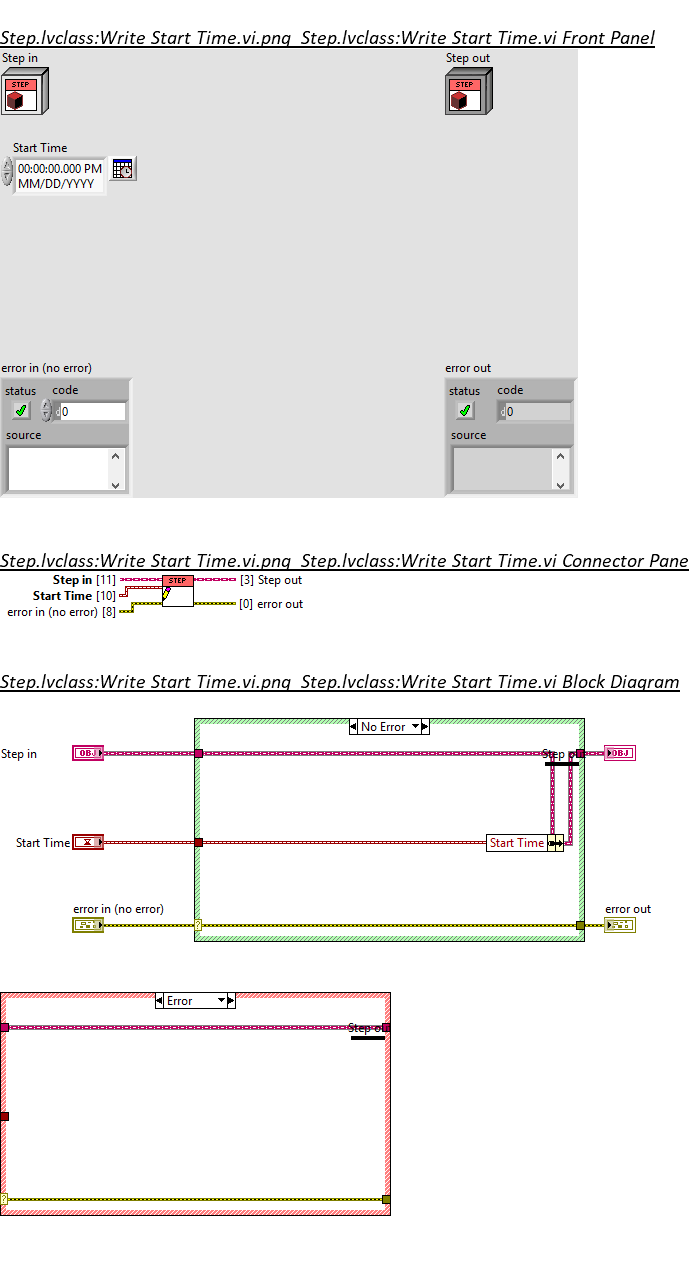 Step.lvclass:Write Start Time.vi.png Step.lvclass:Write Start Time.vi Front Panel
Step in
Step out
STEP
STEP
Start Time
00:00:00.000 PM
MM/DD/YYYY
error in (no error)
error out
status code
status code
d 0
d 0
source
source
Step.lvclass:Write Start Time.vi.png Step.lvclass:Write Start Time.vi Connector Pane
Step in [11]
STEP
[3] Step out
Start Time [10]
error in (no error) [8]
[0] error out
Step.lvclass:Write Start Time.vi.png Step.lvclass:Write Start Time.vi Block Diagram
No Error
Step in
OBJ
Step o
OBJ
Start Time
Start Time
error in (no error)
error out
?
Error
Step o
?